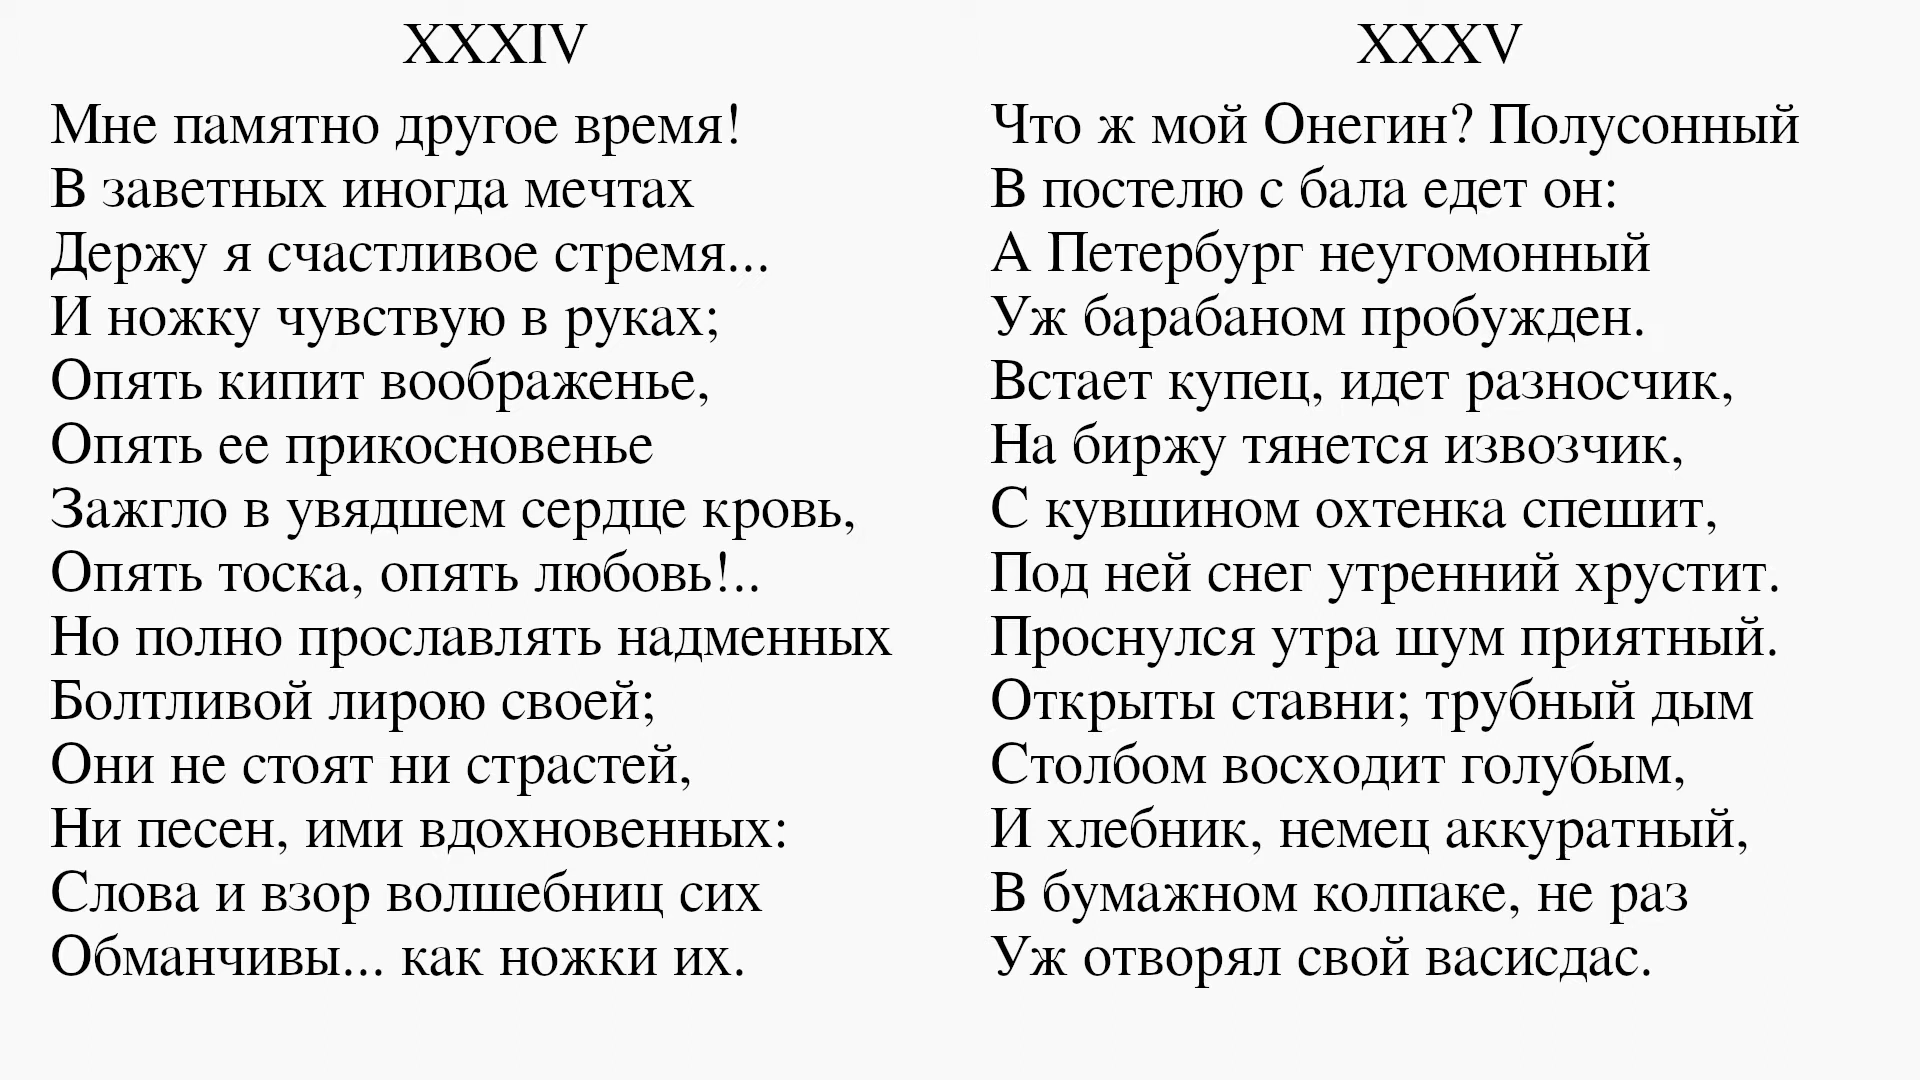 XXXIV
Мне памятно другое время!
В заветных иногда мечтах
Держу я счастливое стремя...
И ножку чувствую в руках;
Опять кипит воображенье,
Опять ее прикосновенье
Зажгло в увядшем сердце кровь,
Опять тоска, опять любовь!..
Но полно прославлять надменных
Болтливой лирою своей;
Они не стоят ни страстей,
Ни песен, ими вдохновенных:
Слова и взор волшебниц сих
Обманчивы... как ножки их.
XXXV
Что ж мой Онегин? Полусонный
В постелю с бала едет он:
А Петербург неугомонный
Уж барабаном пробужден.
Встает купец, идет разносчик,
На биржу тянется извозчик,
С кувшином охтенка спешит,
Под ней снег утренний хрустит.
Проснулся утра шум приятный.
Открыты ставни; трубный дым
Столбом восходит голубым,
И хлебник, немец аккуратный,
В бумажном колпаке, не раз
Уж отворял свой васисдас.